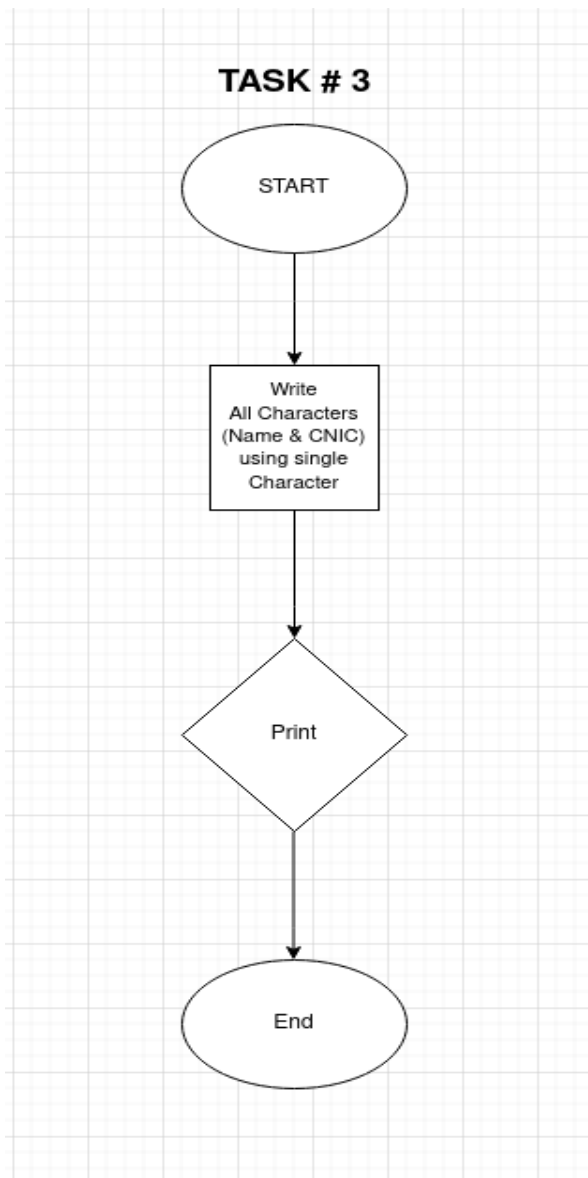 TASK # 3
START
Write
All Characters
(Name & CNIC)
using single
Character
Print
End